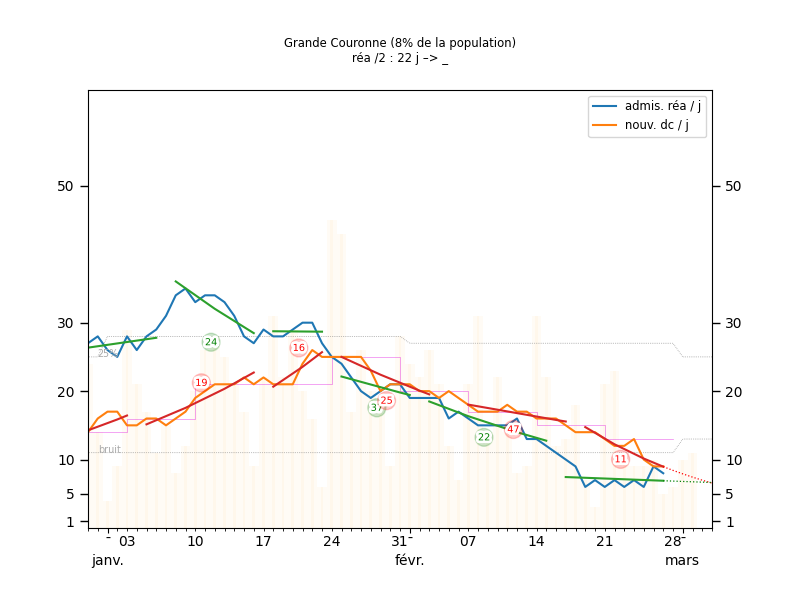 Grande Couronne (8% de la population)
réa /2 : 22 j –> _
admis. réa / j
nouv. dc / j
50 50
30 30
25%
24
16
19
20 20
37
25
22
47
bruit
11
10 10
5 5
1 1
03 10 17 24 31 07 14 21 28
janv. févr. mars